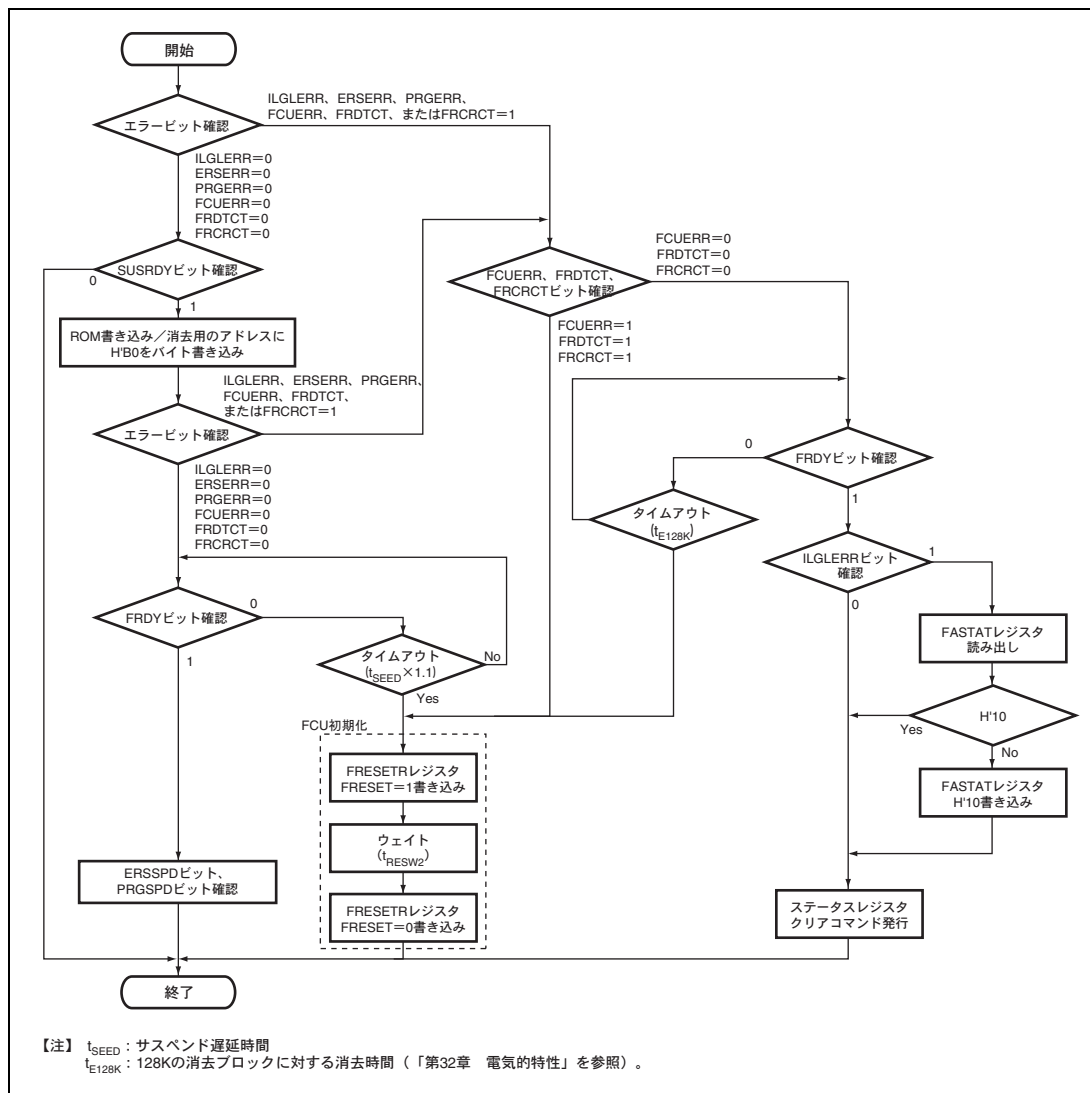 開始
エラービット確認
ILGLERR、ERSERR、PRGERR、
FCUERR、FRDTCT、またはFRCRCT=1
ILGLERR=0
ERSERR=0
PRGERR=0
FCUERR=0
FRDTCT=0
FRCRCT=0
SUSRDYビット確認
0
1
ROM書き込み/消去用のアドレスに
H'B0をバイト書き込み
エラービット確認
ILGLERR、ERSERR、PRGERR、
FCUERR、FRDTCT、
またはFRCRCT=1
ILGLERR=0
ERSERR=0
PRGERR=0
FCUERR=0
FRDTCT=0
FRCRCT=0
FRDYビット確認
0
1
タイムアウト
(tSEED×1.1)
No
Yes
FCU初期化
FRESETRレジスタ
FRESET=1書き込み
ウェイト
(tRESW2)
FRESETRレジスタ
FRESET=0書き込み
ERSSPDビット、
PRGSPDビット確認
終了
FCUERR、FRDTCT、
FRCRCTビット確認
FCUERR=0
FRDTCT=0
FRCRCT=0
FCUERR=1
FRDTCT=1
FRCRCT=1
FRDYビット確認
0
1
タイムアウト
(tE128K)
ILGLERRビット
確認
1
0
FASTATレジスタ
読み出し
H'10
Yes
No
FASTATレジスタ
H'10書き込み
ステータスレジスタ
クリアコマンド発行
【注】 tSEED:サスペンド遅延時間
tE128K:128Kの消去ブロックに対する消去時間(「第32章 電気的特性」を参照)。